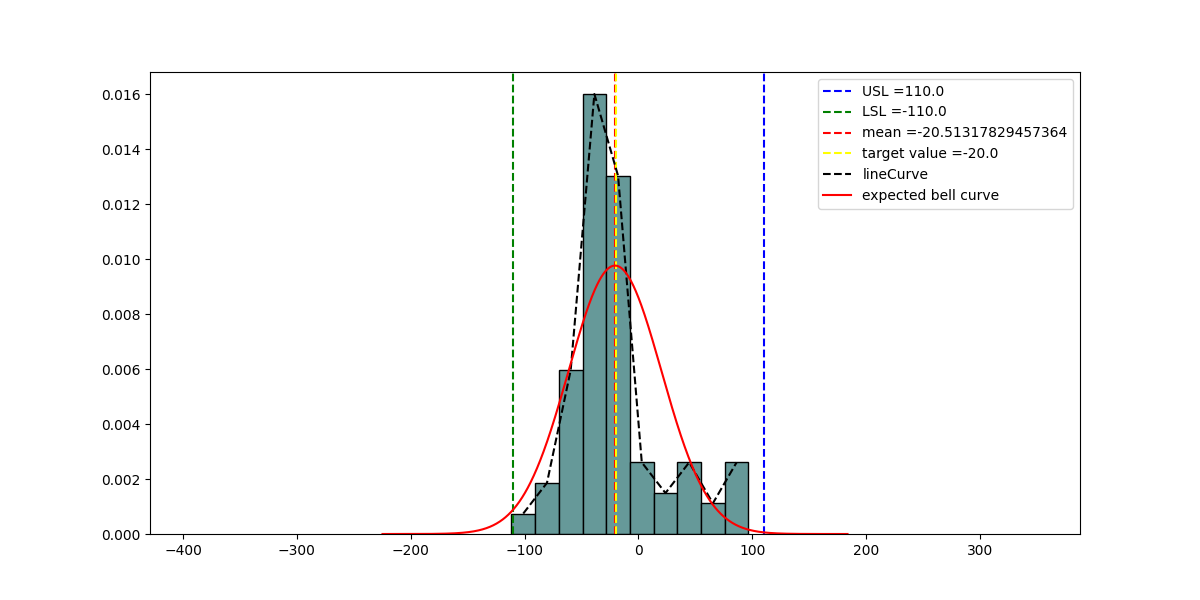 USL =110.0
LSL =-110.0
mean =-20.51317829457364
target value =-20.0
lineCurve
expected bell curve
0.016
0.014
0.012
0.010
0.008
0.006
0.004
0.002
0.000
−400 −300 −200 −100 0 100 200 300